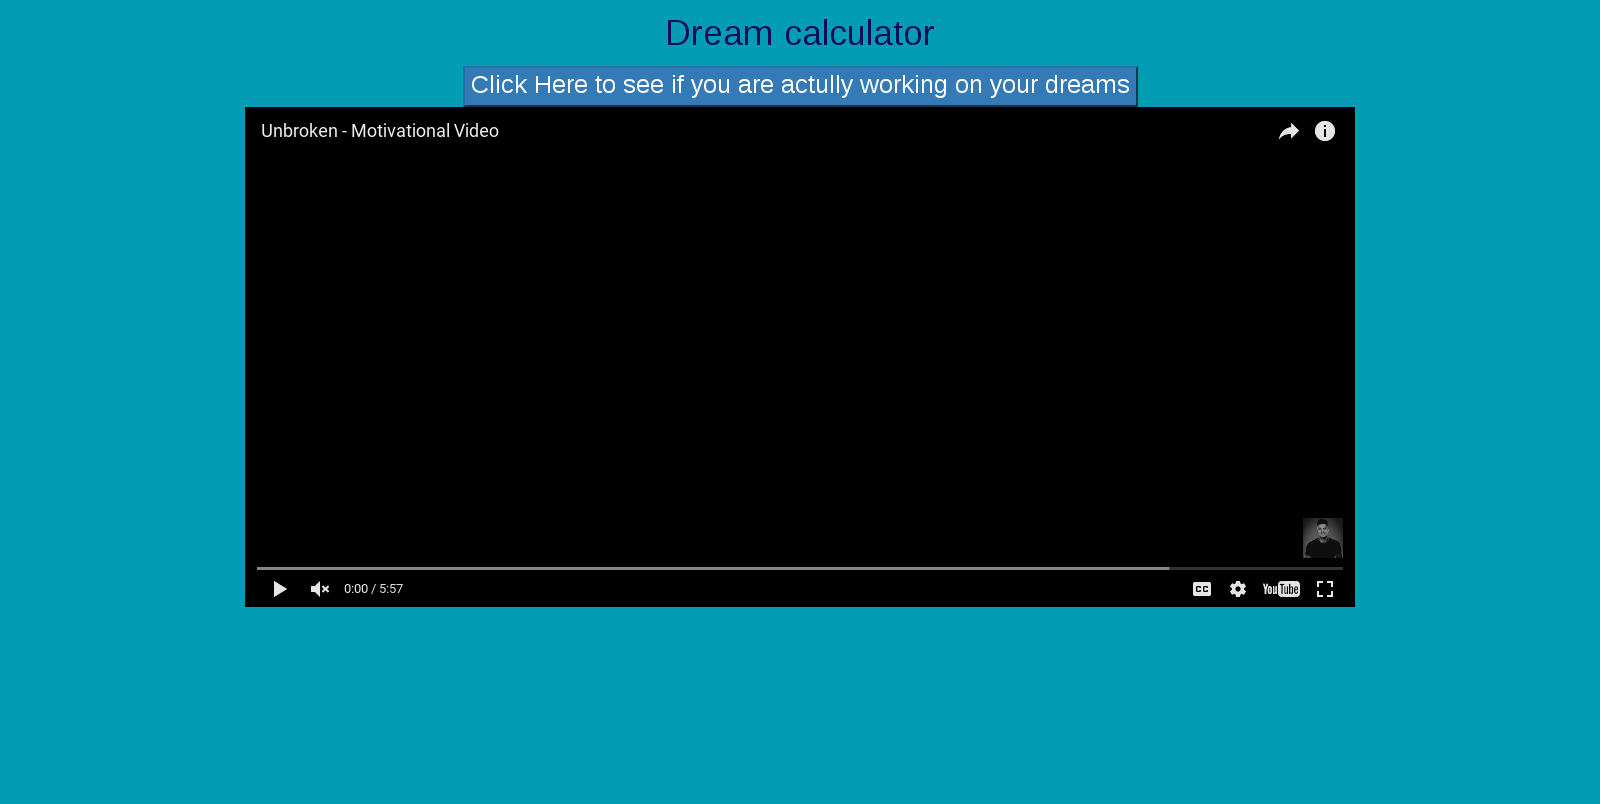 Dream calculator
Click Here to see if you are actully working on your dreams
Unbroken - Motivational Video
0:00 / 5:57
CC
YouTube